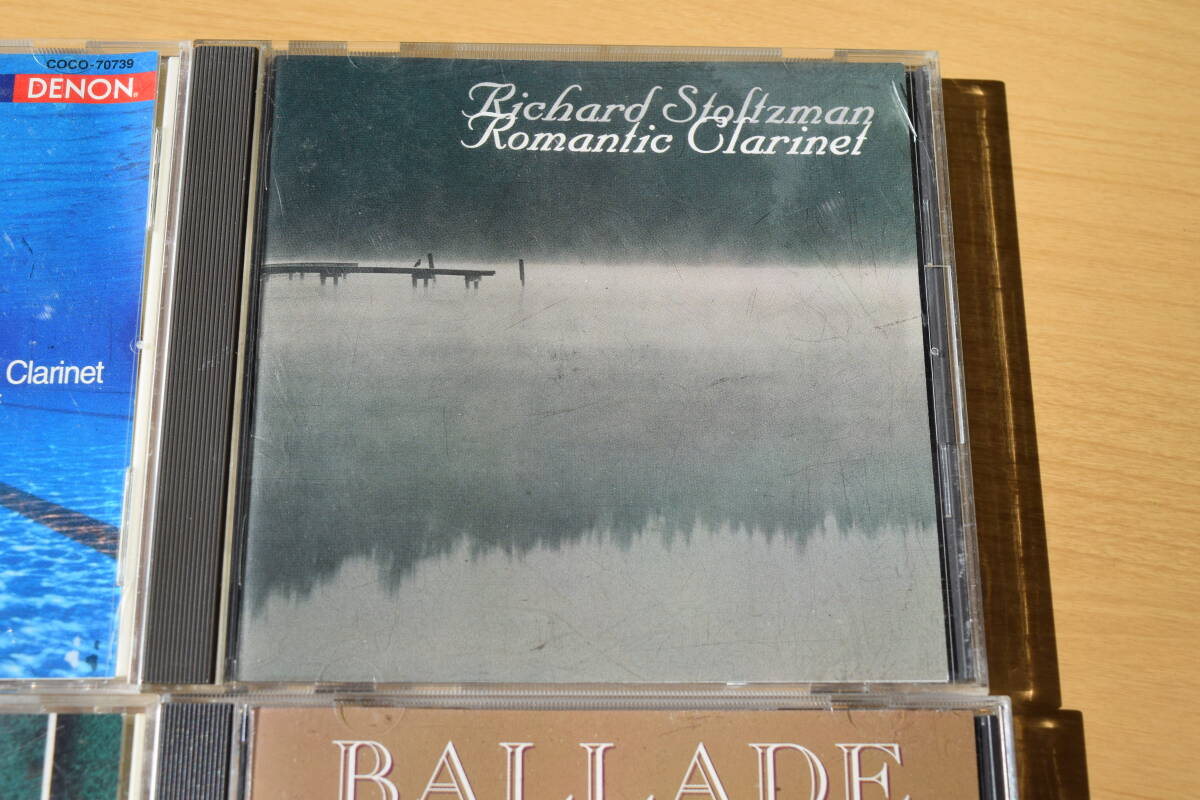 COCO-70739
DENON
Clarinet
Richard Stoltzman
Romantic Clarinet
BALLADE